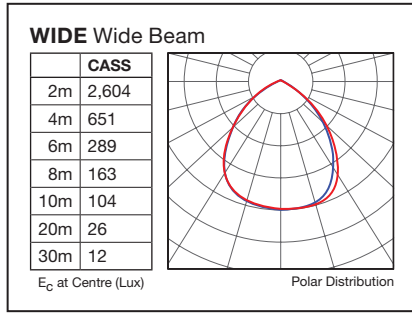 WIDE Wide Beam
CASS
2m 2,604
4m 651
6m 289
8m 163
10m 104
20m 26
30m 12
EC at Centre (Lux)
Polar Distribution